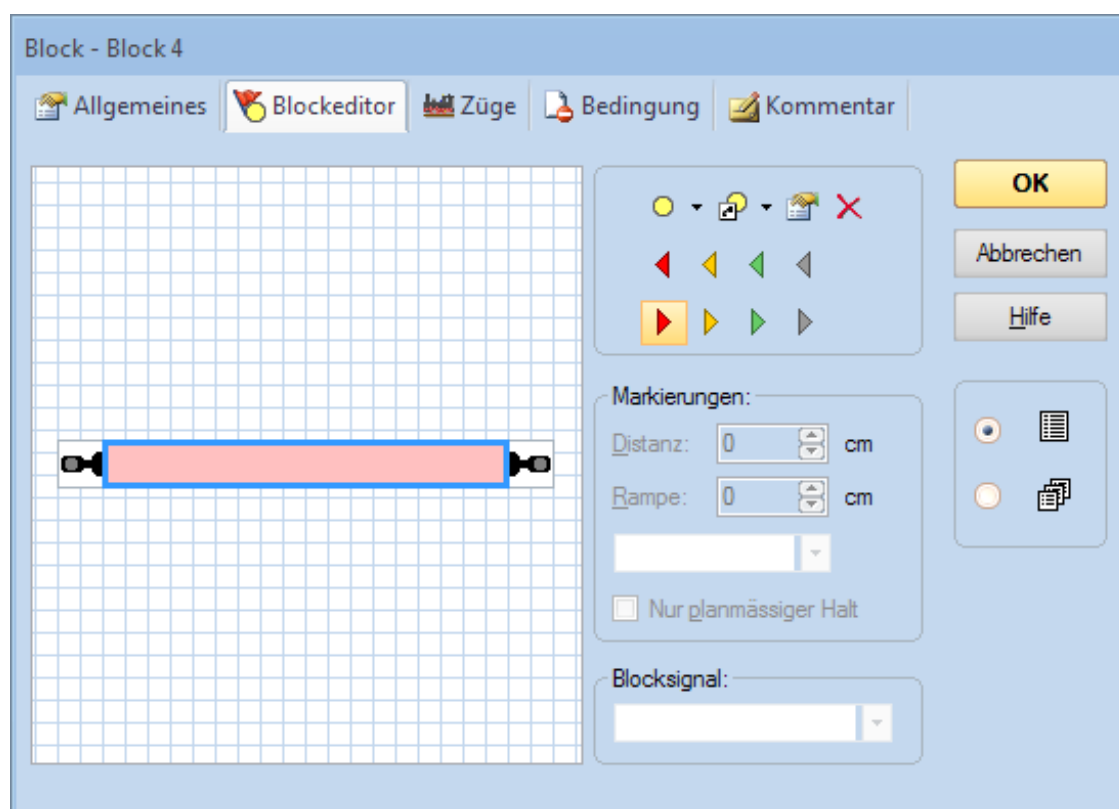 Block - Block 4
Allgemeines Blockeditor Züge Bedingung Kommentar
OK
Abbrechen
Hilfe
Markierungen:
Distanz: 0 cm
Rampe: 0 cm
Nur planmässiger Halt
Blocksignal: